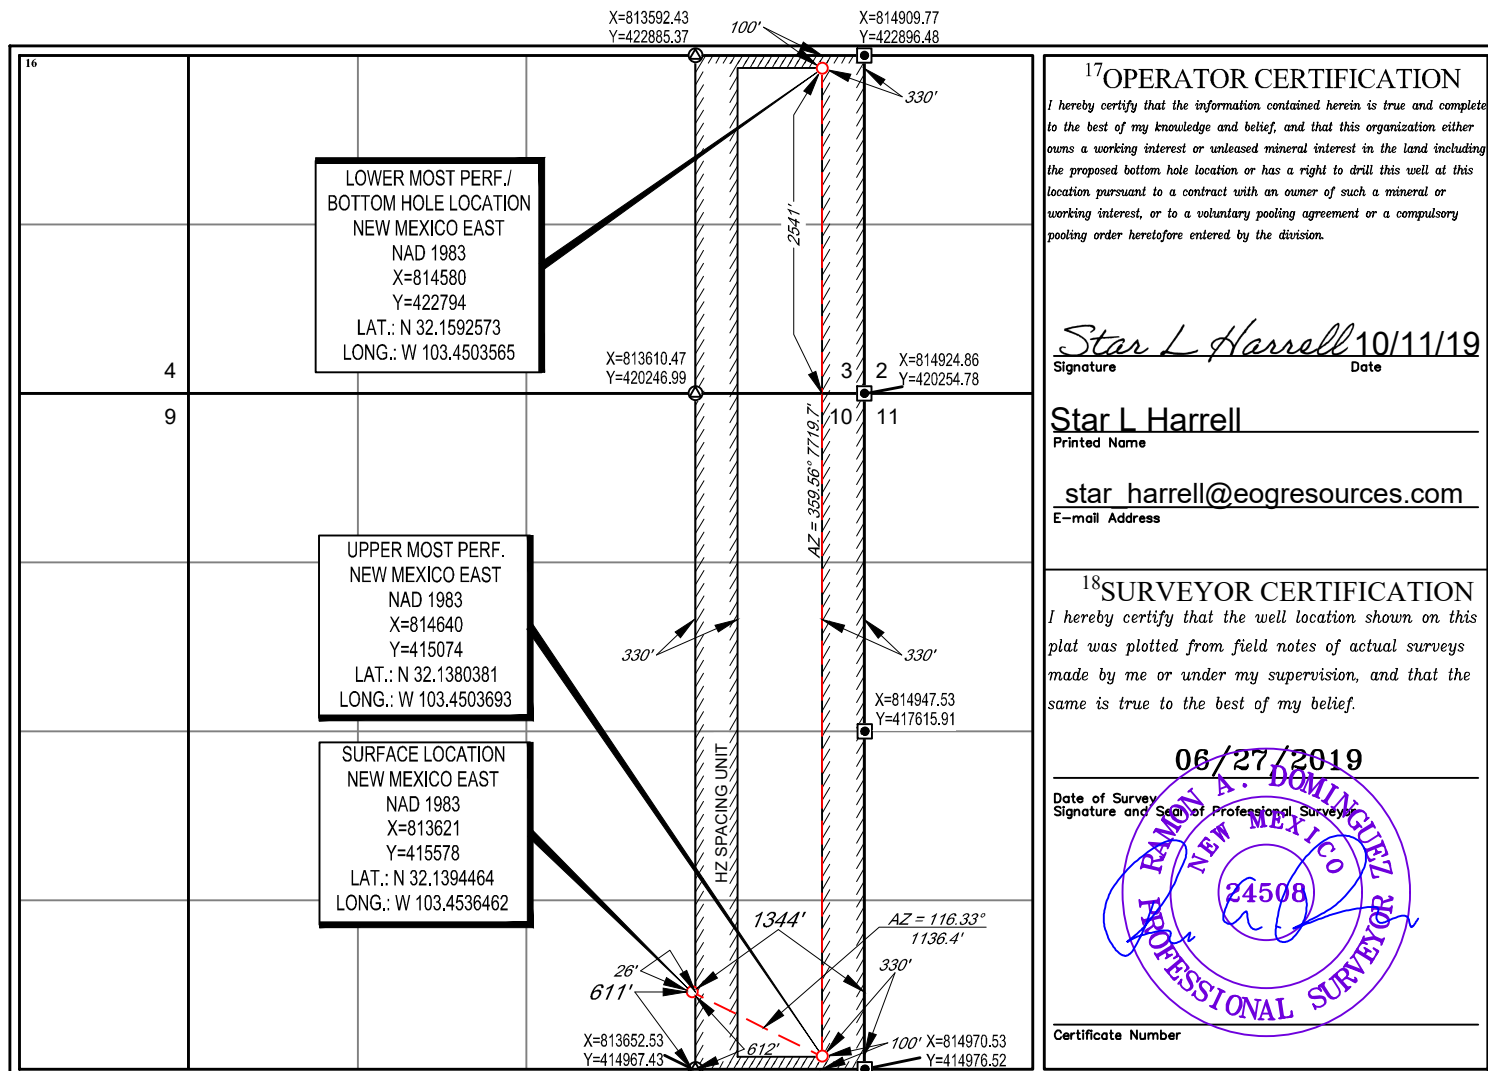 X=813592.43
Y=422885.37
100'
X=814909.77
Y=422896.48
16
330'
LOWER MOST PERF./
BOTTOM HOLE LOCATION
NEW MEXICO EAST
NAD 1983
X=814580
Y=422794
LAT.: N 32.1592573
LONG.: W 103.4503565
2541'
X=813610.47
Y=420246.99
4
3
2
X=814924.86
Y=420254.78
9
10
11
AZ = 359.56° 7719.7'
UPPER MOST PERF.
NEW MEXICO EAST
NAD 1983
X=814640
Y=415074
LAT.: N 32.1380381
LONG.: W 103.4503693
330'
330'
X=814947.53
Y=417615.91
SURFACE LOCATION
NEW MEXICO EAST
NAD 1983
X=813621
Y=415578
LAT.: N 32.1394464
LONG.: W 103.4536462
HZ SPACING UNIT
1344'
AZ = 116.33°
1136.4'
26'
330'
611'
X=813652.53
Y=414967.43
612'
100'
X=814970.53
Y=414976.52
17 OPERATOR CERTIFICATION
I hereby certify that the information contained herein is true and complete
to the best of my knowledge and belief, and that this organization either
owns a working interest or unleased mineral interest in the land including
the proposed bottom hole location or has a right to drill this well at this
location pursuant to a contract with an owner of such a mineral or
working interest, or to a voluntary pooling agreement or a compulsory
pooling order heretofore entered by the division.
Star L Harrell 10/11/19
Signature Date
Star L Harrell
Printed Name
star_harrell@eogresources.com
E-mail Address
18 SURVEYOR CERTIFICATION
I hereby certify that the well location shown on this
plat was plotted from field notes of actual surveys
made by me or under my supervision, and that the
same is true to the best of my belief.
06/27/2019
Date of Survey
Signature and Seal of Professional Surveyor
RAMON A. DOMINGUEZ
NEW MEXICO
24508
PROFESSIONAL SURVEYOR
Certificate Number